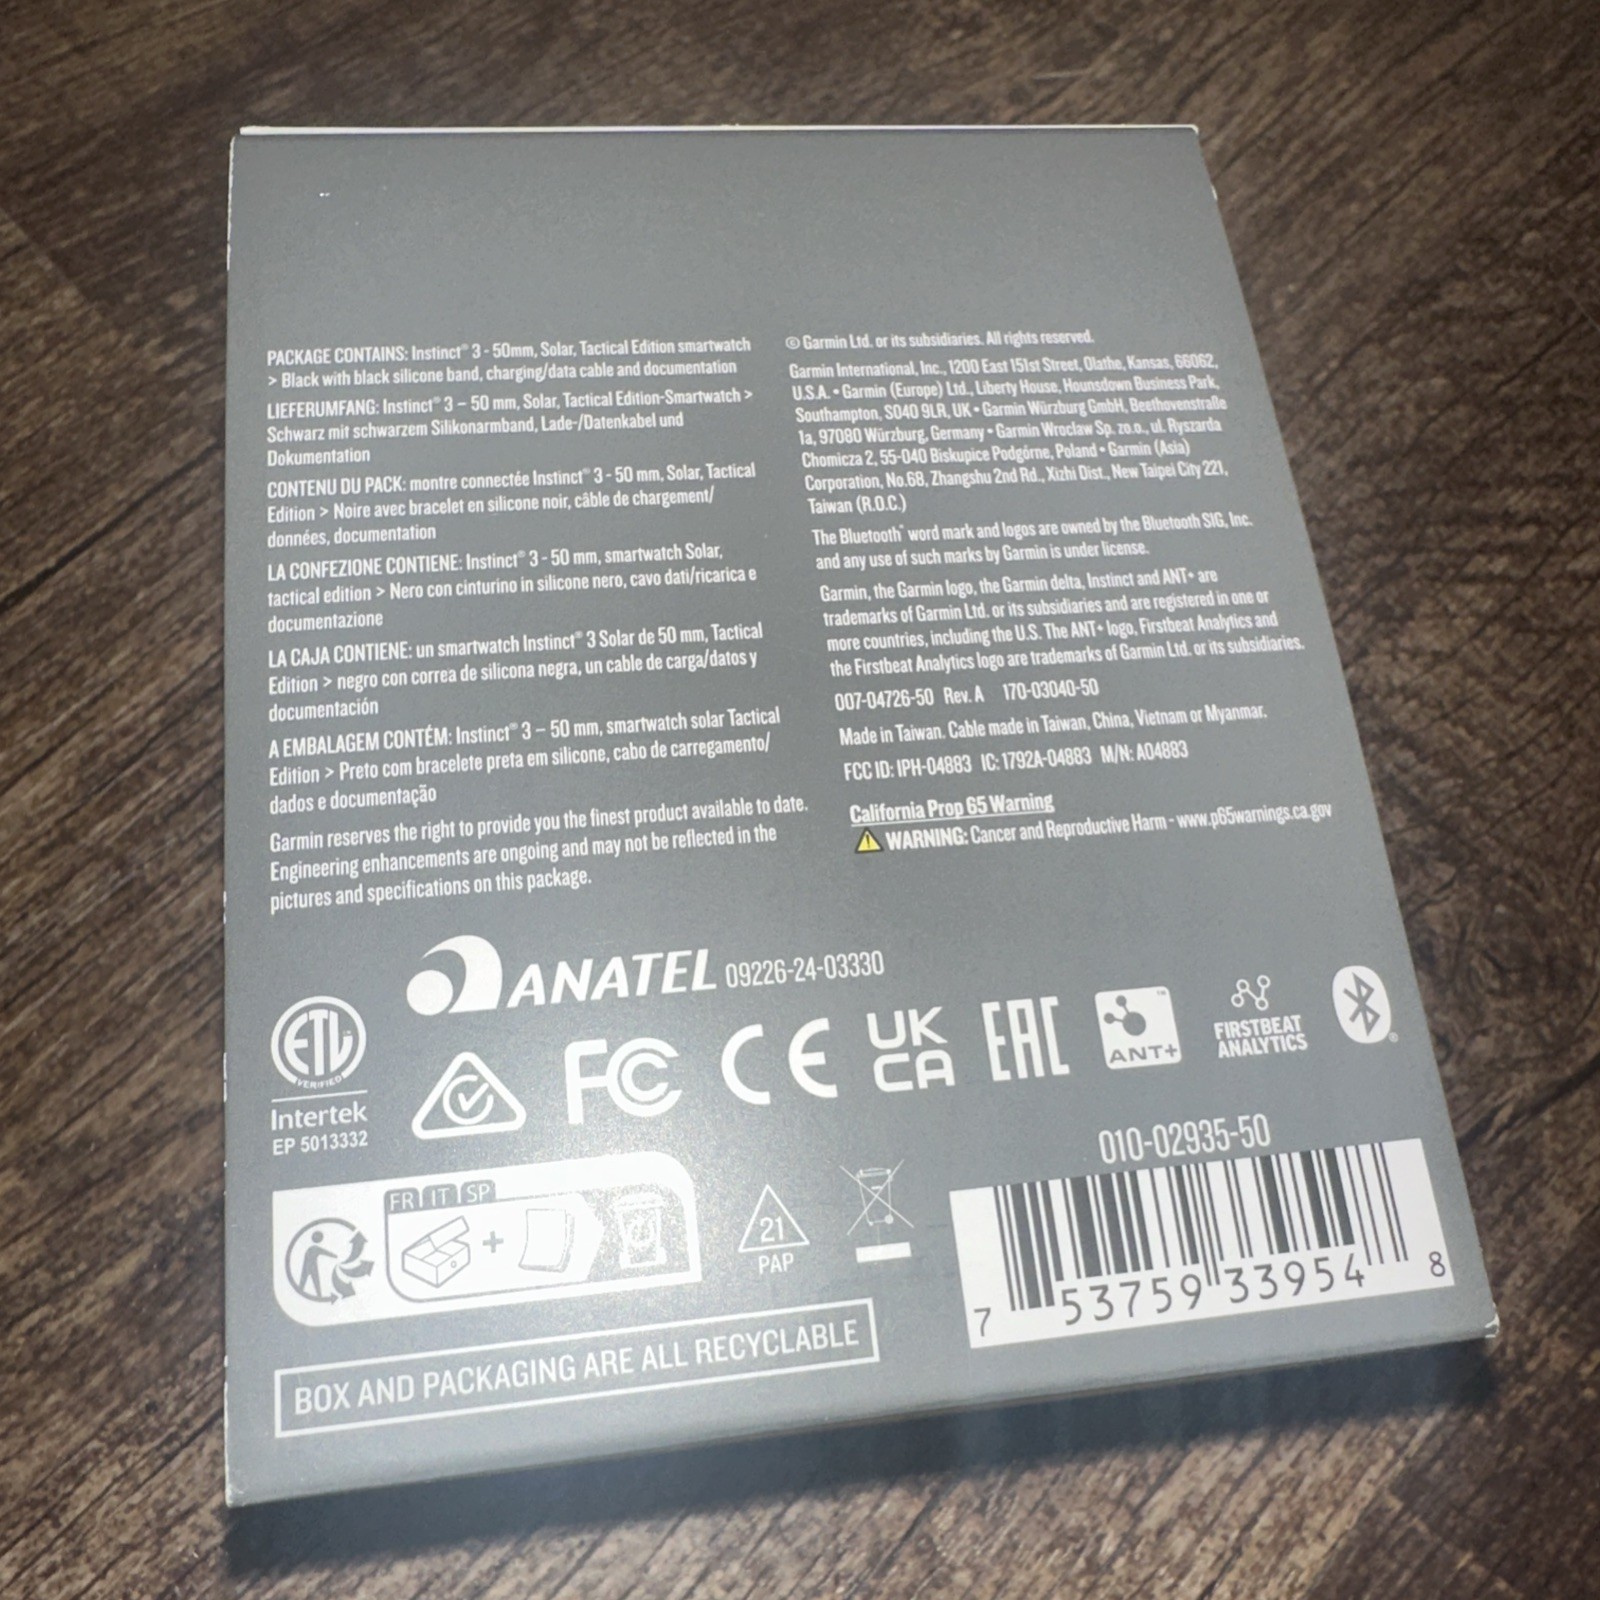 PACKAGE CONTAINS: Instinct® 3 - 50mm, Solar, Tactical Edition smartwatch
> Black with black silicone band, charging/data cable and documentation
LIEFERUMFANG: Instinct® 3 – 50 mm, Solar, Tactical Edition-Smartwatch >
Schwarz mit schwarzem Silikonarmband, Lade-/Datenkabel und
Dokumentation
CONTENU DU PACK: montre connectée Instinct® 3 - 50 mm, Solar, Tactical
Edition > Noire avec bracelet en silicone noir, câble de chargement/
données, documentation
LA CONFEZIONE CONTIENE: Instinct® 3 - 50 mm, smartwatch Solar,
tactical edition > Nero con cinturino in silicone nero, cavo dati/ricarica e
documentazione
LA CAJA CONTIENE: un smartwatch Instinct® 3 Solar de 50 mm, Tactical
Edition > negro con correa de silicona negra, un cable de carga/datos y
documentación
A EMBALAGEM CONTÉM: Instinct® 3 – 50 mm, smartwatch solar Tactical
Edition > Preto com bracelete preta em silicone, cabo de carregamento/
dados e documentação
Garmin reserves the right to provide you the finest product available to date.
Engineering enhancements are ongoing and may not be reflected in the
pictures and specifications on this package.
© Garmin Ltd. or its subsidiaries. All rights reserved.
Garmin International, Inc., 1200 East 151st Street, Olathe, Kansas, 66062,
U.S.A. • Garmin (Europe) Ltd., Liberty House, Hounsdown Business Park,
Southampton, SO40 9LR, UK • Garmin Würzburg GmbH, Beethovenstraße
1a, 97080 Würzburg, Germany • Garmin Wroclaw Sp. zo.o., ul. Ryszarda
Chomicza 2, 55-040 Biskupice Podgórne, Poland • Garmin (Asia)
Corporation, No.68, Zhangshu 2nd Rd., Xizhi Dist., New Taipei City 221,
Taiwan (R.O.C.)
The Bluetooth® word mark and logos are owned by the Bluetooth SIG, Inc.
and any use of such marks by Garmin is under license.
Garmin, the Garmin logo, the Garmin delta, Instinct and ANT+ are
trademarks of Garmin Ltd. or its subsidiaries and are registered in one or
more countries, including the U.S. The ANT+ logo, Firstbeat Analytics and
the Firstbeat Analytics logo are trademarks of Garmin Ltd. or its subsidiaries.
007-04726-50 Rev. A 170-03040-50
Made in Taiwan. Cable made in Taiwan, China, Vietnam or Myanmar.
FCC ID: IPH-04883 IC: 1792A-04883 M/N: A04883
California Prop 65 Warning
WARNING: Cancer and Reproductive Harm - www.p65warnings.ca.gov
ANATEL 09226-24-03330
ETL
VERIFIED
Intertek
EP 5013332
FC CE UK
CA
EAC
ANT+
FIRSTBEAT
ANALYTICS
010-02935-50
FR IT SP
+
21
PAP
7 53759 33954 8
BOX AND PACKAGING ARE ALL RECYCLABLE